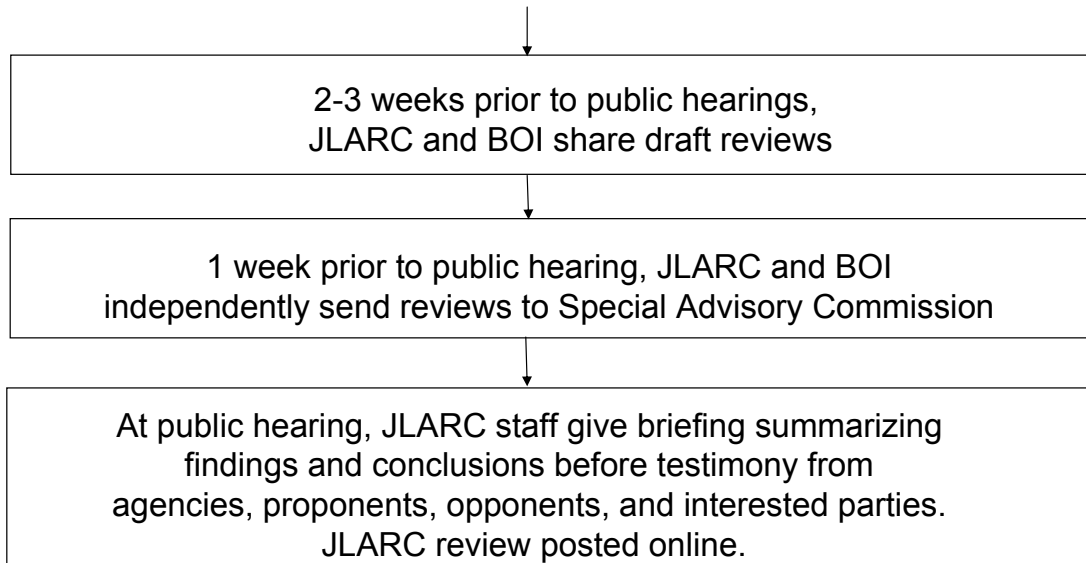 2-3 weeks prior to public hearings,
JLARC and BOI share draft reviews
1 week prior to public hearing, JLARC and BOI
independently send reviews to Special Advisory Commission
At public hearing, JLARC staff give briefing summarizing
findings and conclusions before testimony from
agencies, proponents, opponents, and interested parties.
JLARC review posted online.